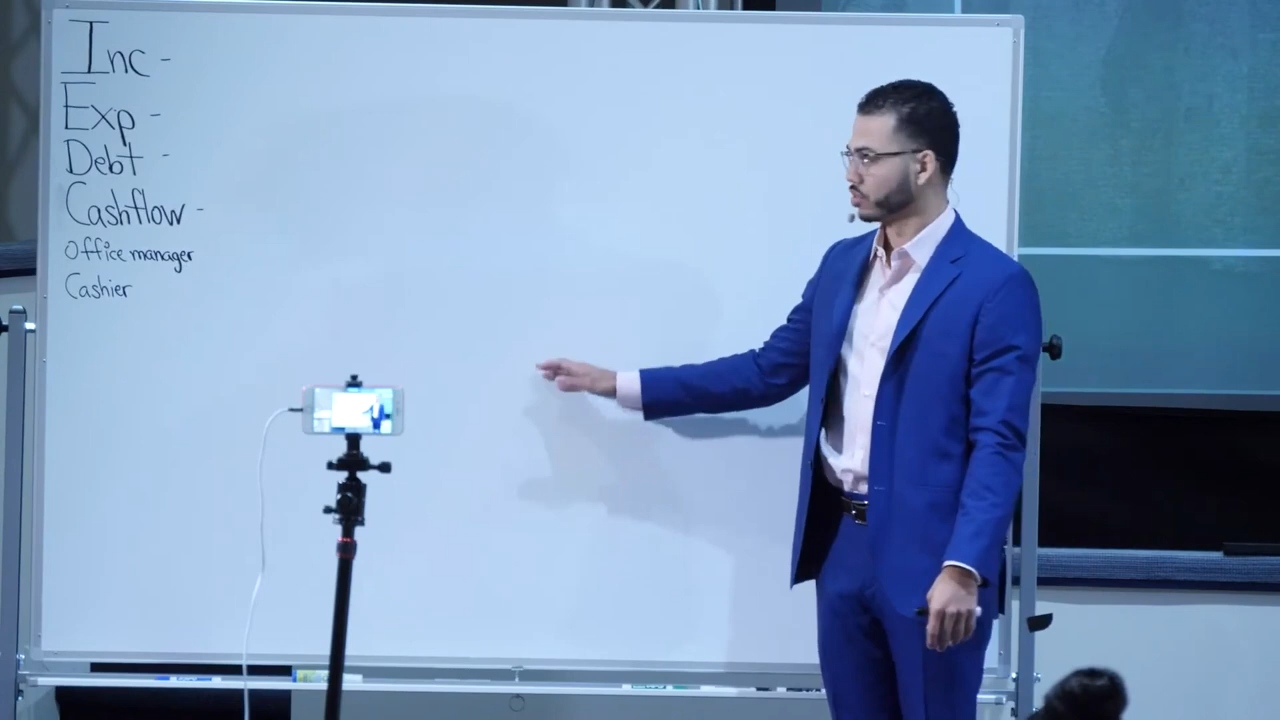 Inc -
Exp -
Debt -
Cashflow -
Office manager
Cashier